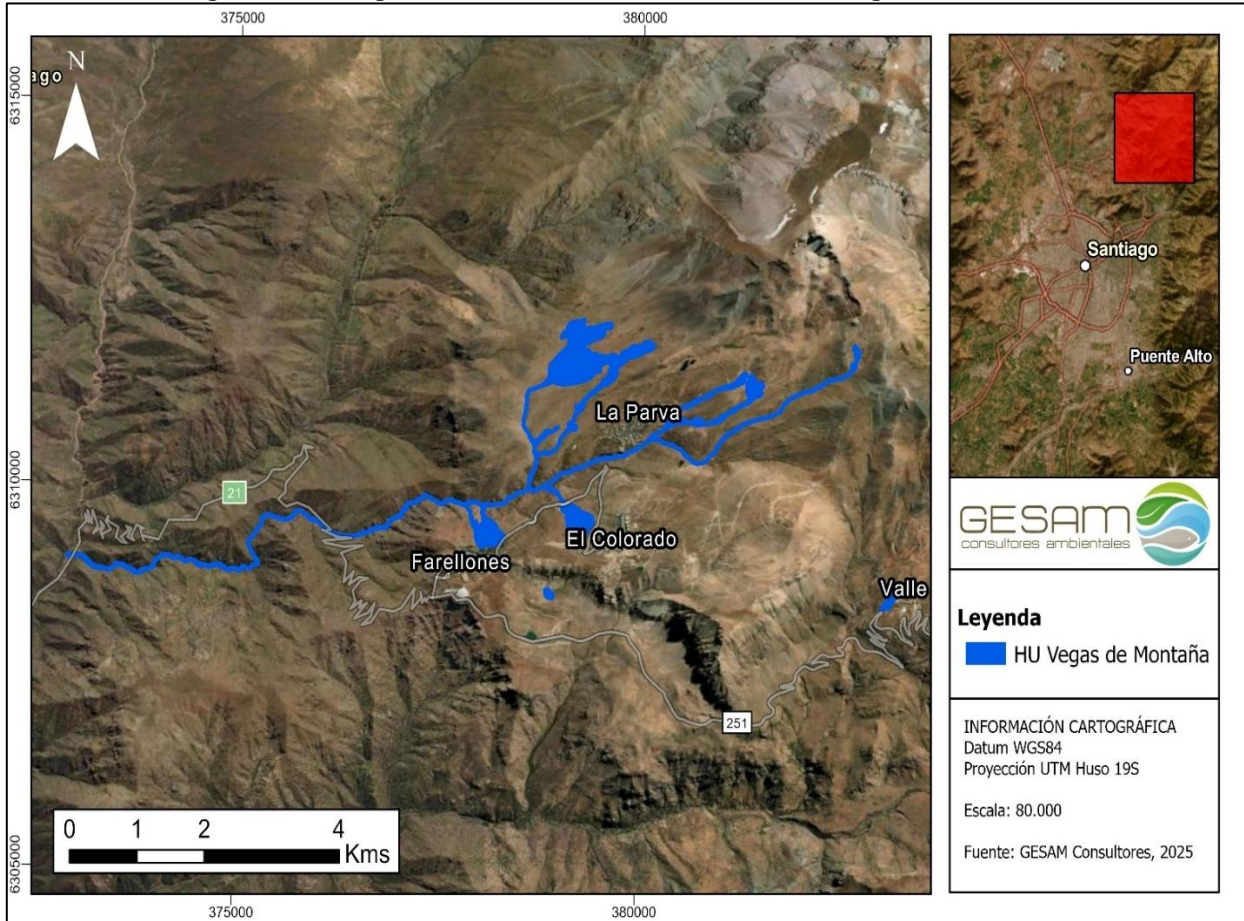 375000
380000
6315000
ago
N
La Parva
6310000
21
El Colorado
Farellones
Valle
251
0 1 2 4
Kms
6305000
375000
380000
Santiago
Puente Alto
GESAM
consultores ambientales
Leyenda
HU Vegas de Montaña
INFORMACIÓN CARTOGRÁFICA
Datum WGS84
Proyección UTM Huso 19S
Escala: 80.000
Fuente: GESAM Consultores, 2025